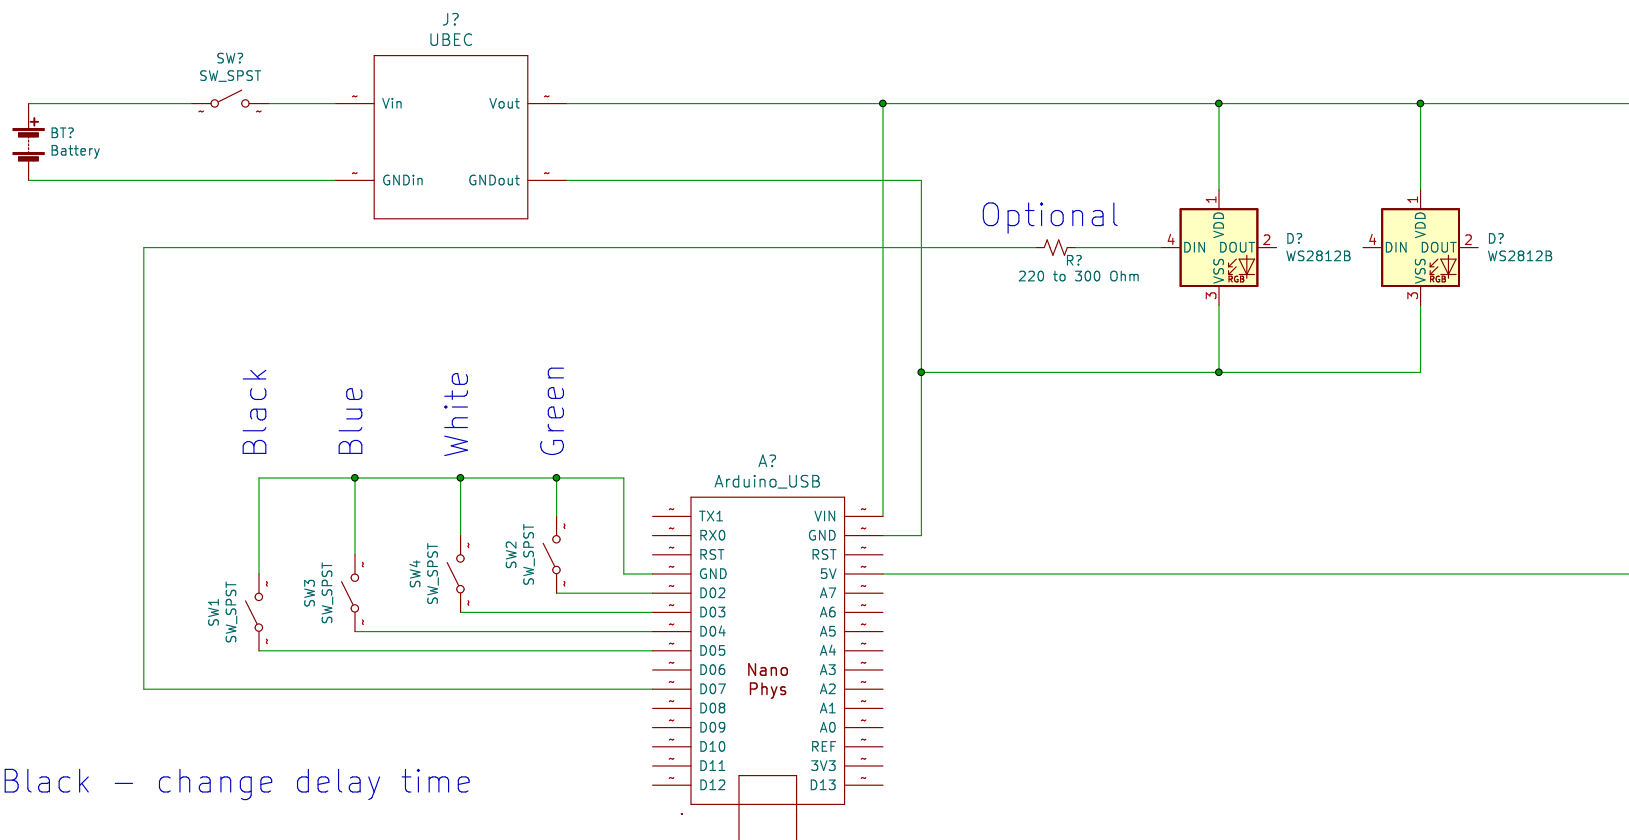 J?
UBEC
SW?
SW_SPST
~
~
~
Vin
Vout
~
+
BT?
Battery
~
GNDin
GNDout
~
Optional
R?
220 to 300 Ohm
1
VDD
4
DIN
DOUT
2
VSS
RGB
3
D?
WS2812B
1
VDD
4
DIN
DOUT
2
VSS
RGB
3
D?
WS2812B
Black
Blue
White
Green
SW1
SW_SPST
~
~
SW3
SW_SPST
~
~
SW4
SW_SPST
~
~
SW2
SW_SPST
~
~
A?
Arduino_USB
~ TX1 VIN ~
~ RX0 GND ~
~ RST RST ~
~ GND 5V ~
~ D02 A7 ~
~ D03 A6 ~
~ D04 A5 ~
~ D05 A4 ~
~ D06 A3 ~
~ D07 A2 ~
~ D08 A1 ~
~ D09 A0 ~
~ D10 REF ~
~ D11 3V3 ~
~ D12 D13 ~
Nano
Phys
Black - change delay time